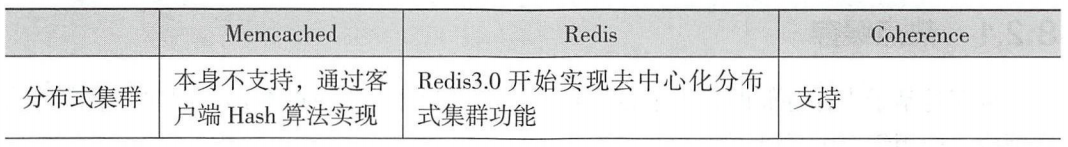 Memcached Redis Coherence
分布式集群 本身不支持，通过客户端 Hash 算法实现 Redis3.0 开始实现去中心化分布式集群功能 支持